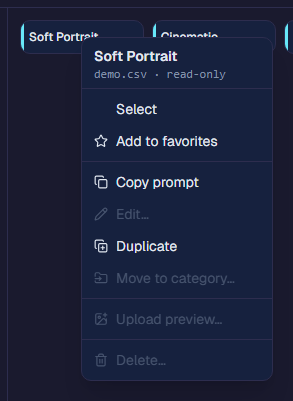 Soft Portrait
Cinematic
Soft Portrait
demo.csv · read-only
Select
Add to favorites
Copy prompt
Edit...
Duplicate
Move to category...
Upload preview...
Delete...